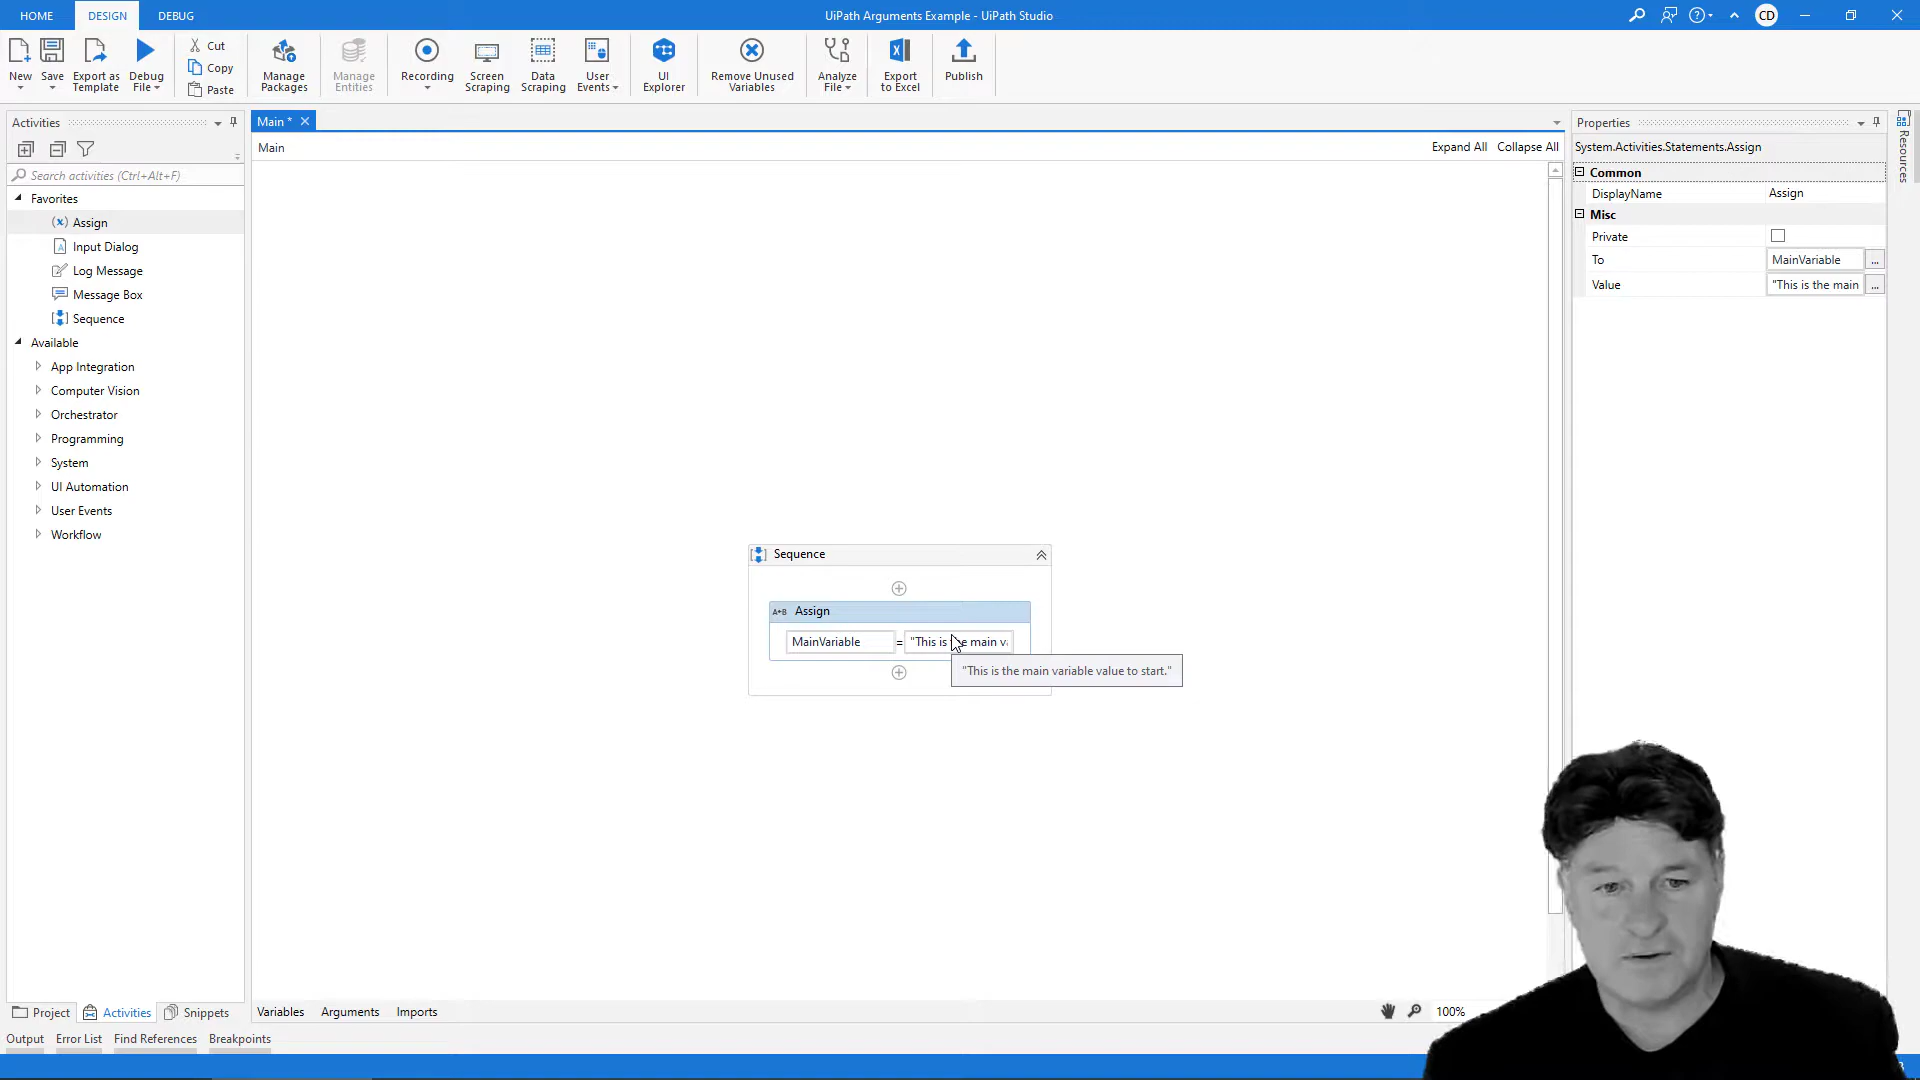 HOME DESIGN DEBUG UiPath Arguments Example - UiPath Studio CD
New Save Export as Template Debug File Cut Copy Paste Manage Packages Manage Entities Recording Screen Scraping Data Scraping User Events UI Explorer Remove Unused Variables Analyze File Export to Excel Publish
Activities
Search activities (Ctrl+Alt+F)
Favorites
Assign
Input Dialog
Log Message
Message Box
Sequence
Available
App Integration
Computer Vision
Orchestrator
Programming
System
UI Automation
User Events
Workflow
Main *
Main Expand All Collapse All
Sequence
A+B Assign
MainVariable = "This is the main v
"This is the main variable value to start."
Properties
System.Activities.Statements.Assign
Common
DisplayName Assign
Misc
Private
To MainVariable ...
Value "This is the main ...
Resources
Project Activities Snippets Variables Arguments Imports 100%
Output Error List Find References Breakpoints